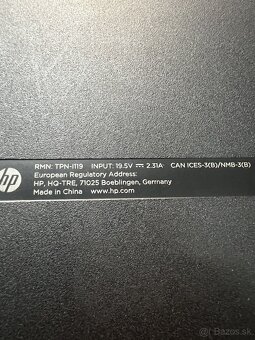 hp
RMN: TPN-I119 INPUT: 19.5V ⎓ 2.31A CAN ICES-3(B)/NMB-3(B)
European Regulatory Address:
HP, HQ-TRE, 71025 Boeblingen, Germany
Made in China www.hp.com
bazos.sk